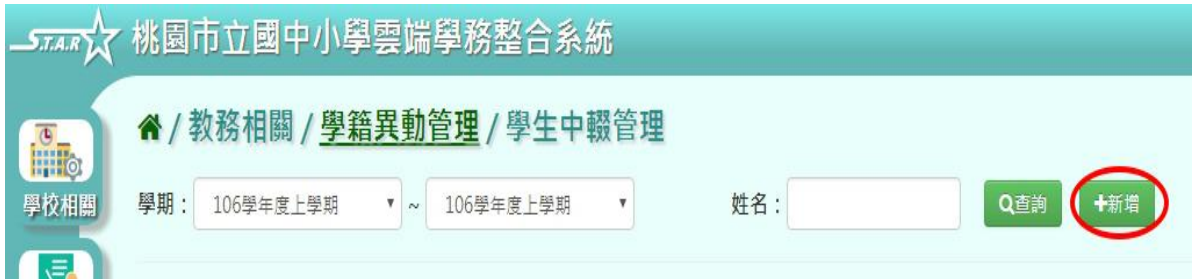 S.T.A.R 桃園市立國中小學雲端學務整合系統
/ 教務相關 / 學籍異動管理 / 學生中輟管理
學校相關
學期： 106學年度上學期 ~ 106學年度上學期 姓名： 查詢 +新增